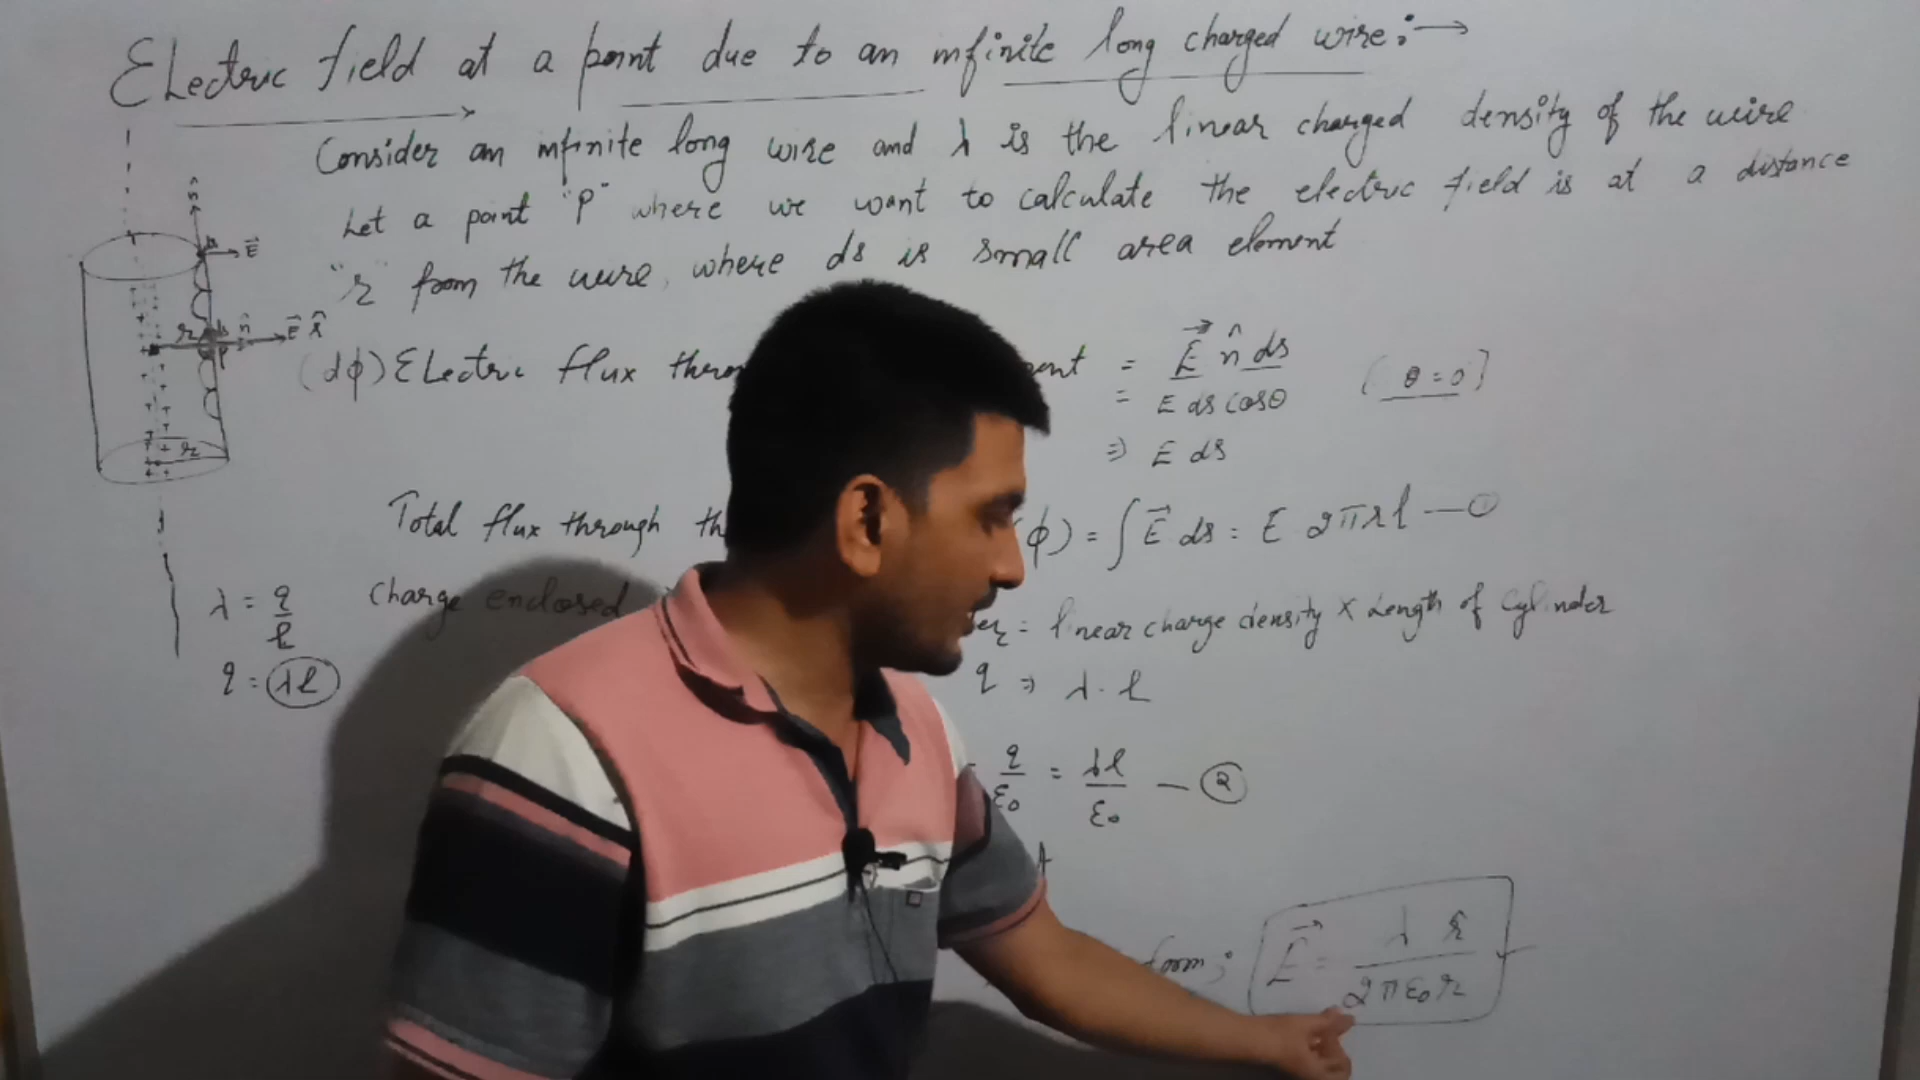 Electric field at a point due to an infinite long charged wire:→
Consider an infinite long wire and λ is the linear charged density of the wire
Let a point "P" where we want to calculate the electric field is at a distance
"r" from the wire, where ds is small area element
n̂
E⃗
r n̂ E⃗ r̂
(dϕ) Electric flux = E⃗ n̂ ds (θ=0)
= E ds cosθ
⇒ E ds
r
Total flux through (ϕ) = ∫ E⃗ ds = E 2πrl — ①
λ = q/l charge enclosed = linear charge density × Length of Cylinder
q = λl q ⇒ λ. l
q/ε₀ = λl/ε₀ — ②
form; E⃗ = λ r̂ / 2πε₀r